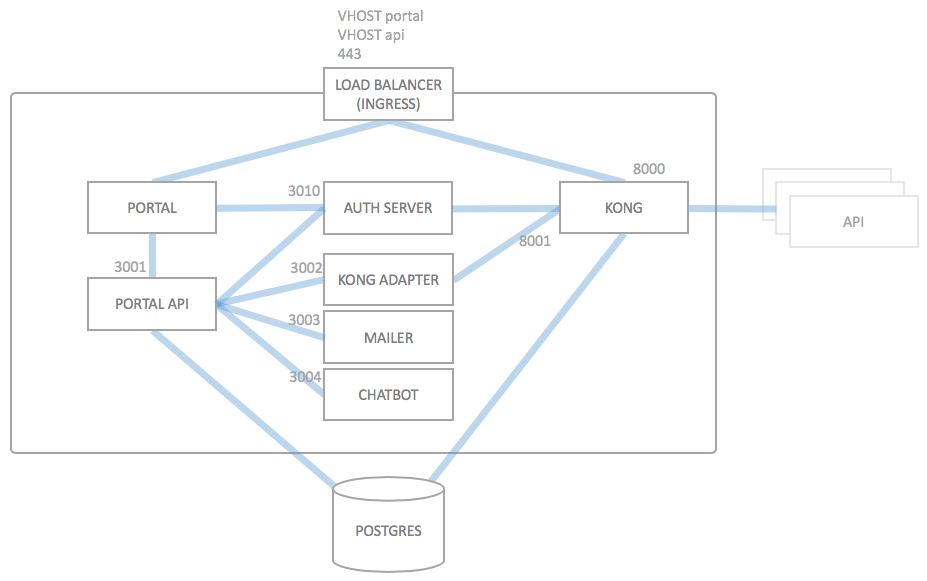 VHOST portal
VHOST api
443
LOAD BALANCER
(INGRESS)
8000
3010
PORTAL
AUTH SERVER
KONG
API
8001
3001
3002
KONG ADAPTER
PORTAL API
3003
MAILER
3004
CHATBOT
POSTGRES